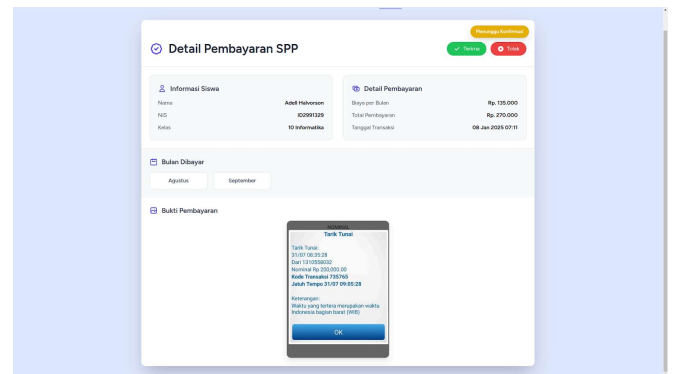 Menunggu Konfirmasi
Detail Pembayaran SPP
Terima
Tolak
Informasi Siswa
Nama Adell Halvorson
NIS ID2991329
Kelas 10 Informatika
Detail Pembayaran
Biaya per Bulan Rp. 135.000
Total Pembayaran Rp. 270.000
Tanggal Transaksi 08 Jan 2025 07:11
Bulan Dibayar
Agustus
September
Bukti Pembayaran
NOMINAL
Tarik Tunai
Tarik Tunai:
31/07 08:35:28
Dari 1310558032
Nominal Rp 200,000.00
Kode Transaksi 735765
Jatuh Tempo 31/07 09:05:28
Keterangan:
Waktu yang tertera merupakan waktu
Indonesia bagian barat (WIB)
OK